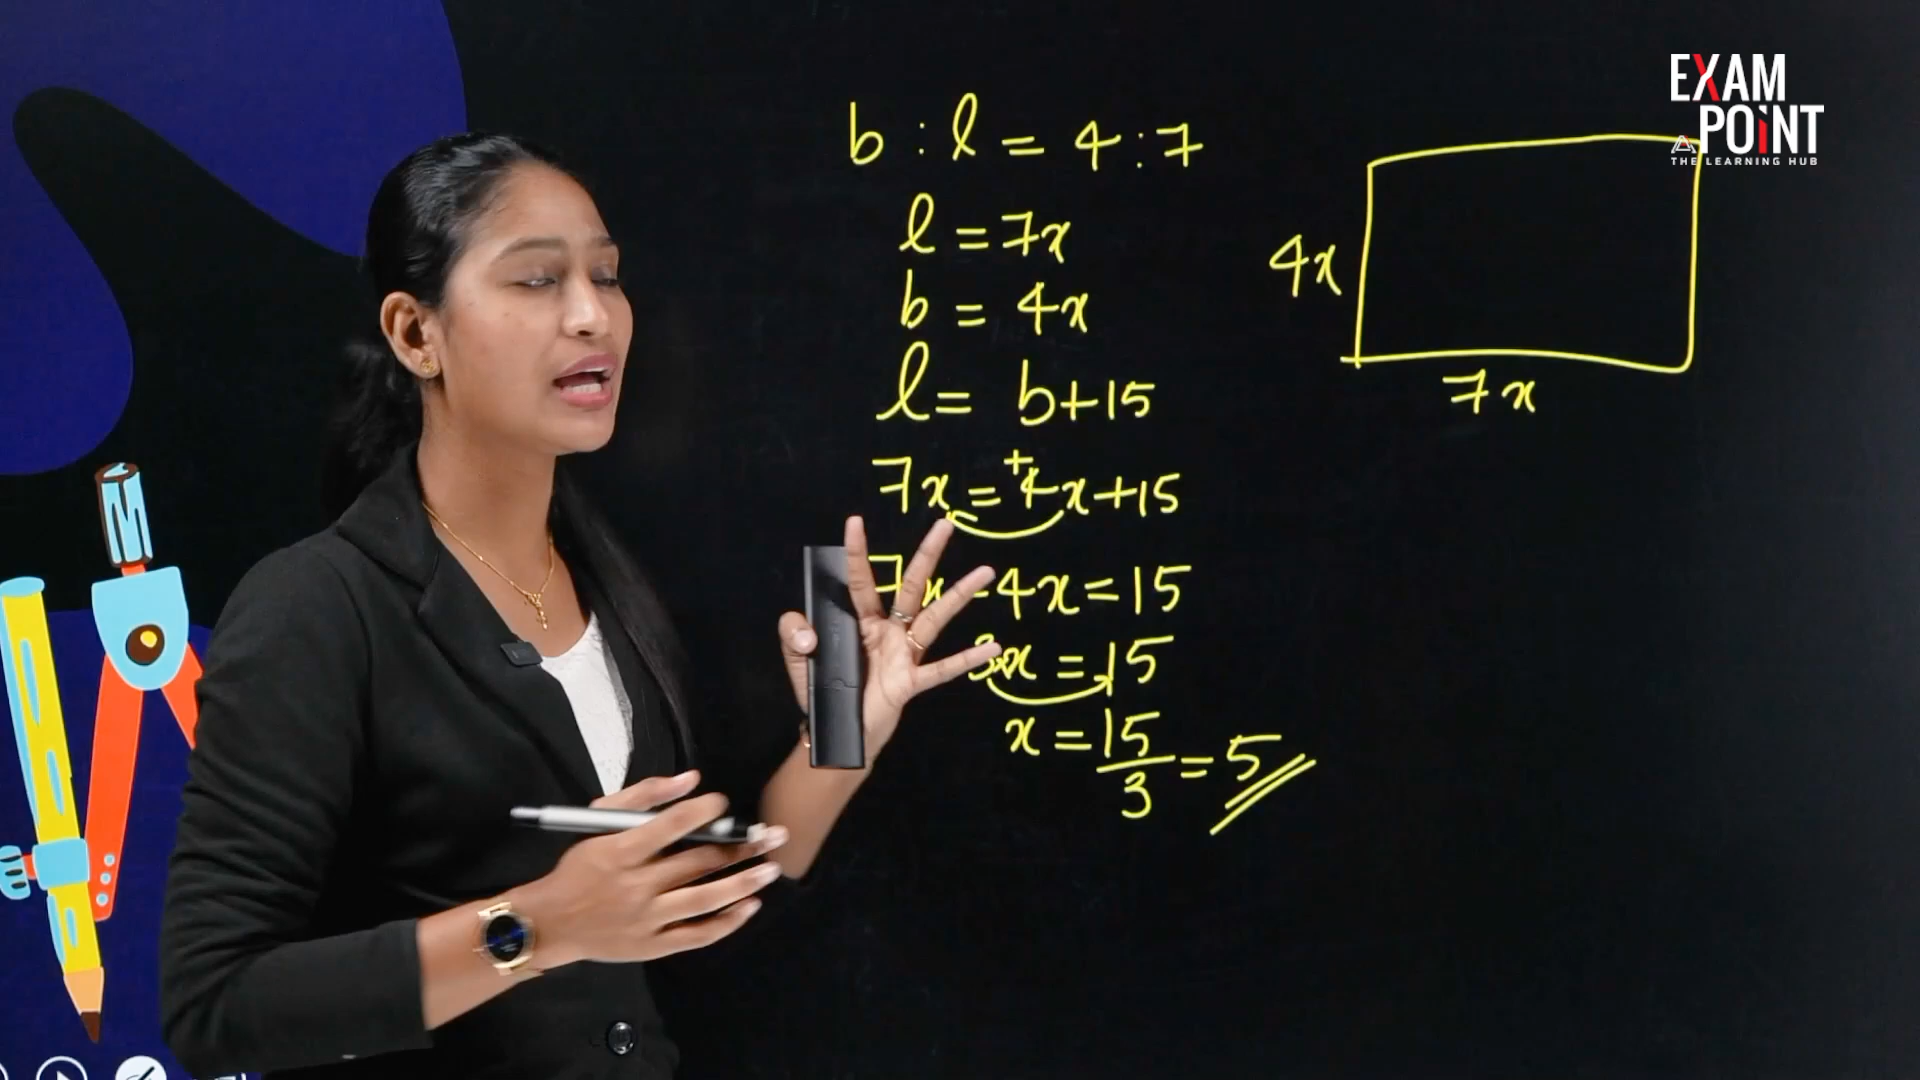 b : l = 4 : 7
l = 7x
b = 4x
l = b+15
7x = +4x+15
7x - 4x = 15
3x = 15
x = 15/3 = 5
4x
7x
EXAM
POINT
THE LEARNING HUB